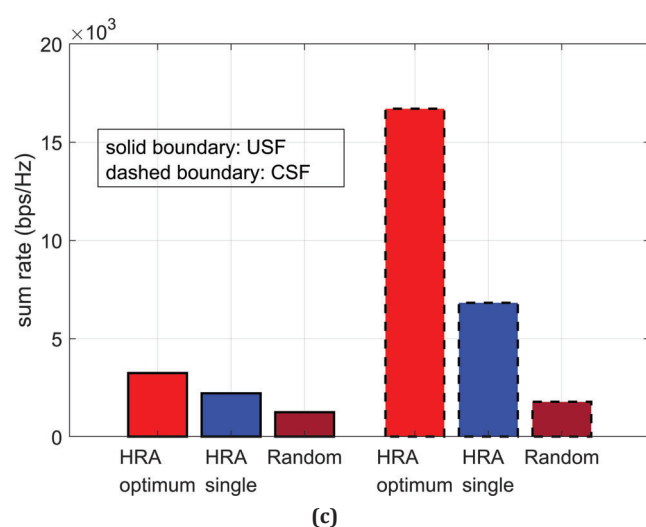 ×10³
20
15
10
5
0
sum rate (bps/Hz)
solid boundary: USF
dashed boundary: CSF
HRA HRA Random HRA HRA Random
optimum single optimum single
(c)